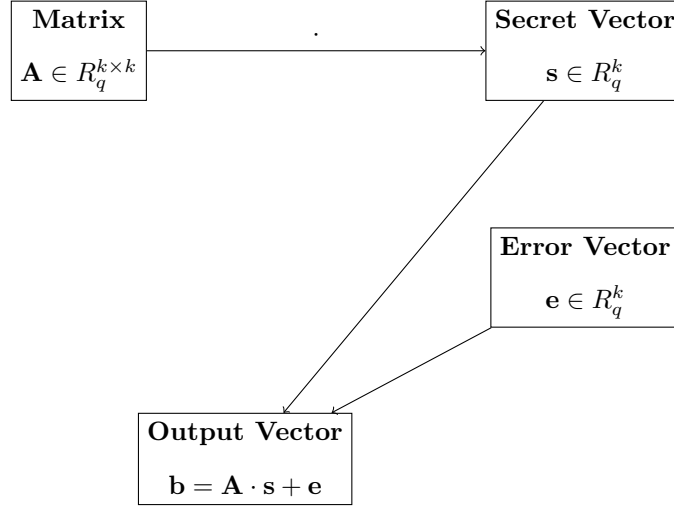 Matrix
𝐀 ∈ R_q^{k×k}
·
Secret Vector
𝐬 ∈ R_q^k
Error Vector
𝐞 ∈ R_q^k
Output Vector
𝐛 = 𝐀 · 𝐬 + 𝐞